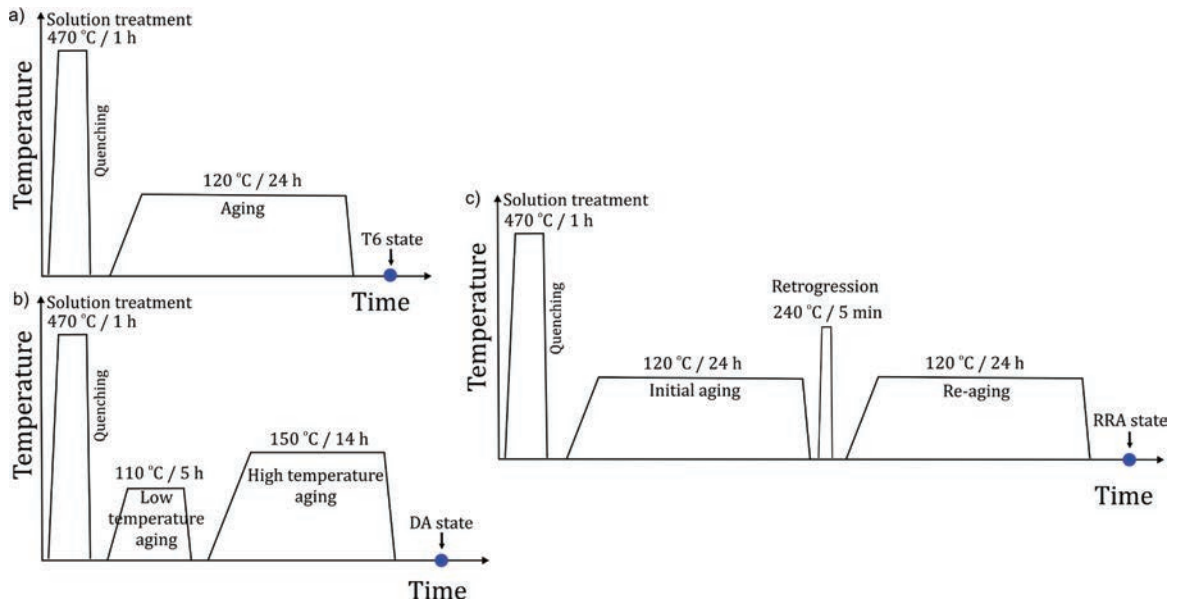 a)
Solution treatment
470 °C / 1 h
Temperature
Quenching
120 °C / 24 h
Aging
T6 state
Time
b)
Solution treatment
470 °C / 1 h
Temperature
Quenching
110 °C / 5 h
Low
temperature
aging
150 °C / 14 h
High temperature
aging
DA state
Time
c)
Solution treatment
470 °C / 1 h
Temperature
Quenching
120 °C / 24 h
Initial aging
Retrogression
240 °C / 5 min
120 °C / 24 h
Re-aging
RRA state
Time